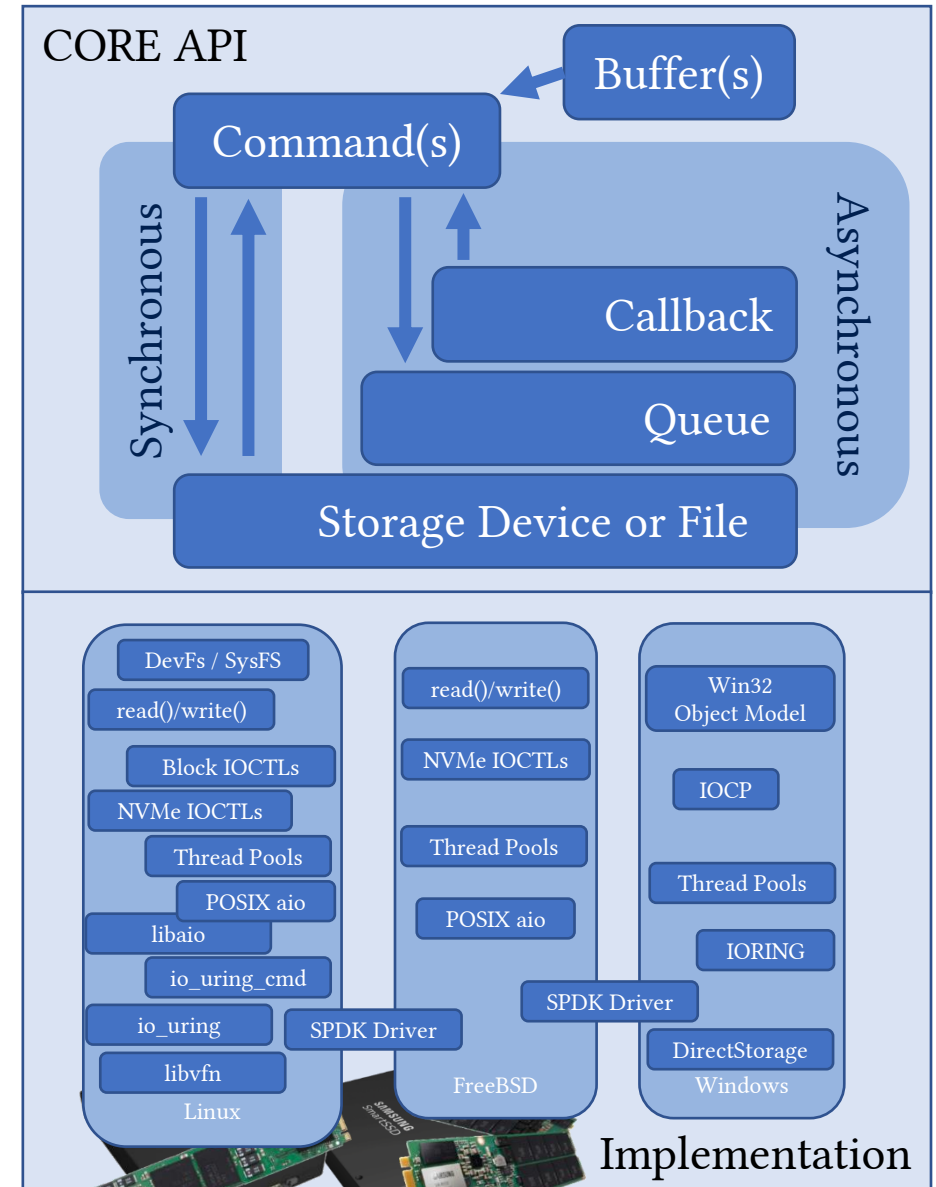 CORE API
Buffer(s)
Command(s)
Synchronous
Asynchronous
Callback
Queue
Storage Device or File
DevFs / SysFS
read()/write()
Block IOCTLs
NVMe IOCTLs
Thread Pools
POSIX aio
libaio
io_uring_cmd
io_uring
SPDK Driver
libvfn
Linux
read()/write()
NVMe IOCTLs
Thread Pools
POSIX aio
SPDK Driver
FreeBSD
Win32
Object Model
IOCP
Thread Pools
IORING
DirectStorage
Windows
SAMSUNG
SmartSSD
Implementation